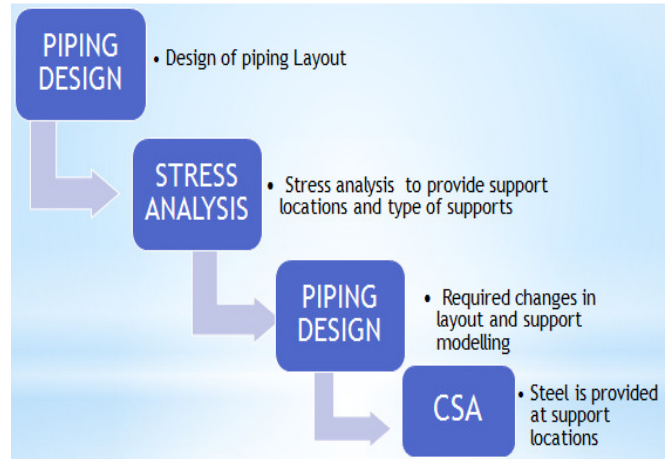 PIPING
DESIGN
• Design of piping Layout
STRESS
ANALYSIS
• Stress analysis to provide support
locations and type of supports
PIPING
DESIGN
• Required changes in
layout and support
modelling
CSA
• Steel is provided
at support
locations